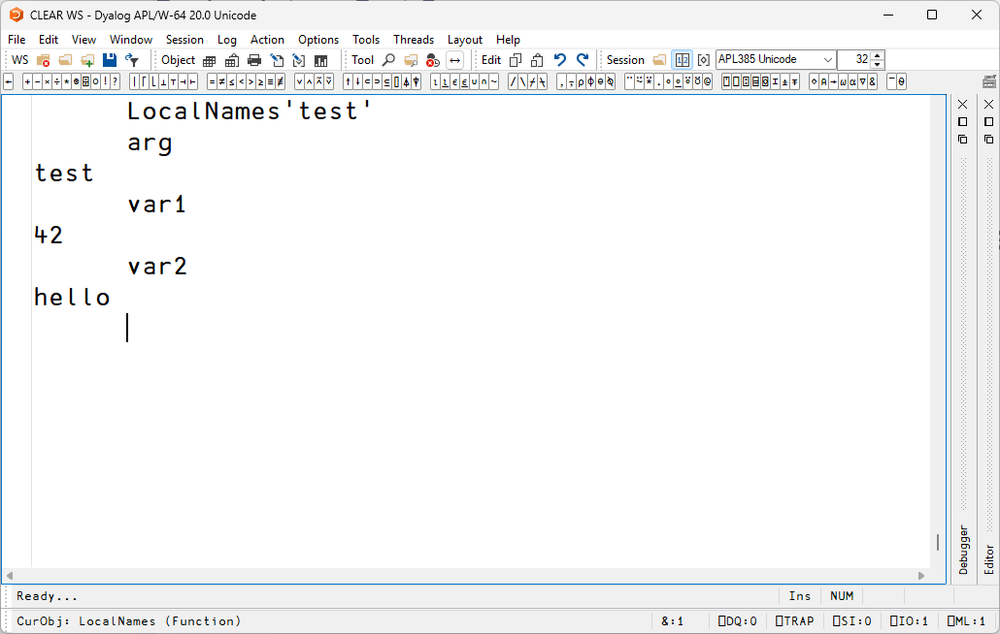 CLEAR WS - Dyalog APL/W-64 20.0 Unicode
File Edit View Window Session Log Action Options Tools Threads Layout Help
WS Object Tool Edit Session APL385 Unicode 32
LocalNames'test'
arg
test
var1
42
var2
hello
Debugger
Editor
Ready... Ins NUM
CurObj: LocalNames (Function) &:1 ⎕DQ:0 ⎕TRAP ⎕SI:0 ⎕IO:1 ⎕ML:1